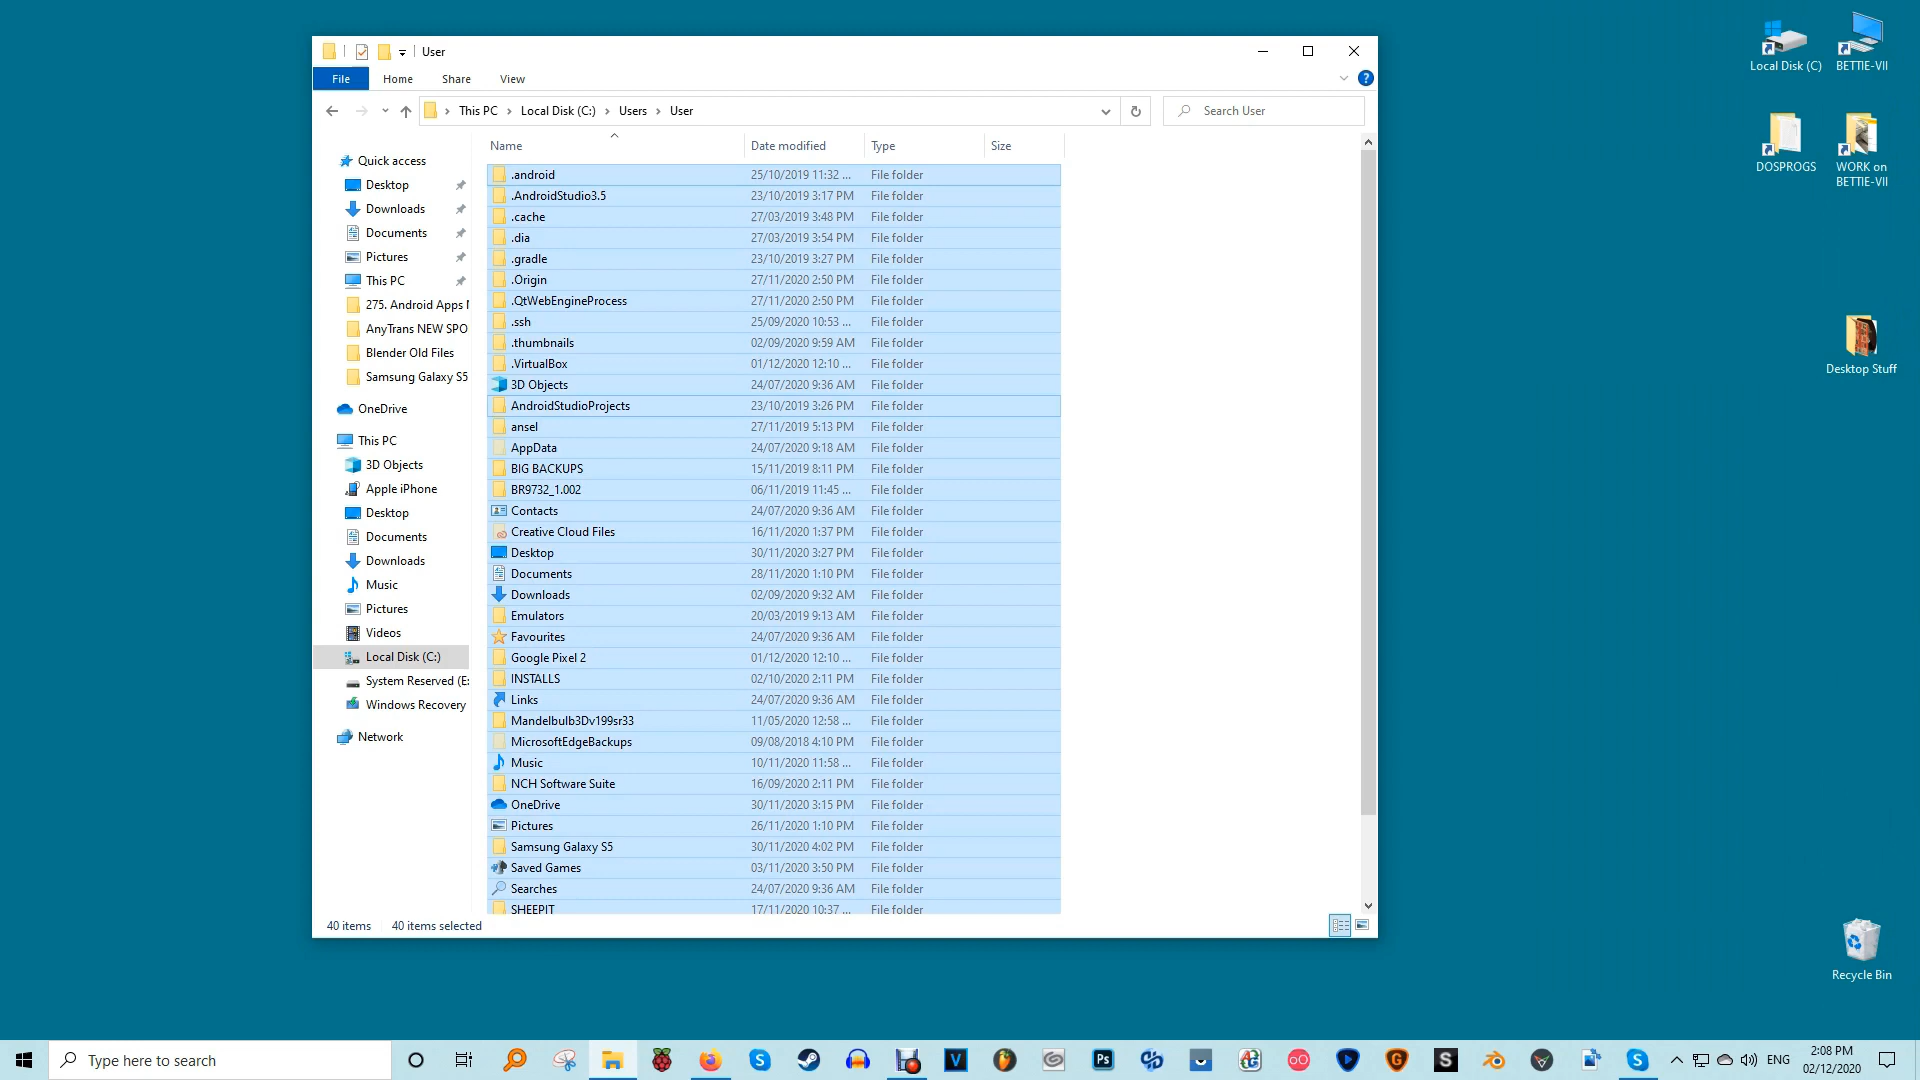 User
File
Home
Share
View
This PC
Local Disk (C:)
Users
User
Search User
Name
Date modified
Type
Size
Quick access
Desktop
Downloads
Documents
Pictures
This PC
275. Android Apps
AnyTrans NEW SPO
Blender Old Files
Samsung Galaxy S5
OneDrive
This PC
3D Objects
Apple iPhone
Desktop
Documents
Downloads
Music
Pictures
Videos
Local Disk (C:)
System Reserved (E:
Windows Recovery
Network
.android 25/10/2019 11:32 ... File folder
.AndroidStudio3.5 23/10/2019 3:17 PM File folder
.cache 27/03/2019 3:48 PM File folder
.dia 27/03/2019 3:54 PM File folder
.gradle 23/10/2019 3:27 PM File folder
.Origin 27/11/2020 2:50 PM File folder
.QtWebEngineProcess 27/11/2020 2:50 PM File folder
.ssh 25/09/2020 10:53 ... File folder
.thumbnails 02/09/2020 9:59 AM File folder
.VirtualBox 01/12/2020 12:10 ... File folder
3D Objects 24/07/2020 9:36 AM File folder
AndroidStudioProjects 23/10/2019 3:26 PM File folder
ansel 27/11/2019 5:13 PM File folder
AppData 24/07/2020 9:18 AM File folder
BIG BACKUPS 15/11/2019 8:11 PM File folder
BR9732_1.002 06/11/2019 11:45 ... File folder
Contacts 24/07/2020 9:36 AM File folder
Creative Cloud Files 16/11/2020 1:37 PM File folder
Desktop 30/11/2020 3:27 PM File folder
Documents 28/11/2020 1:10 PM File folder
Downloads 02/09/2020 9:32 AM File folder
Emulators 20/03/2019 9:13 AM File folder
Favourites 24/07/2020 9:36 AM File folder
Google Pixel 2 01/12/2020 12:10 ... File folder
INSTALLS 02/10/2020 2:11 PM File folder
Links 24/07/2020 9:36 AM File folder
Mandelbulb3Dv199sr33 11/05/2020 12:58 ... File folder
MicrosoftEdgeBackups 09/08/2018 4:10 PM File folder
Music 10/11/2020 11:58 ... File folder
NCH Software Suite 16/09/2020 2:11 PM File folder
OneDrive 30/11/2020 3:15 PM File folder
Pictures 26/11/2020 1:10 PM File folder
Samsung Galaxy S5 30/11/2020 4:02 PM File folder
Saved Games 03/11/2020 3:50 PM File folder
Searches 24/07/2020 9:36 AM File folder
SHEEPIT 17/11/2020 10:37 ... File folder
40 items
40 items selected
Local Disk (C)
BETTIE-VII
DOSPROGS
WORK on
BETTIE-VII
Desktop Stuff
Recycle Bin
Type here to search
Ps
ENG
2:08 PM
02/12/2020